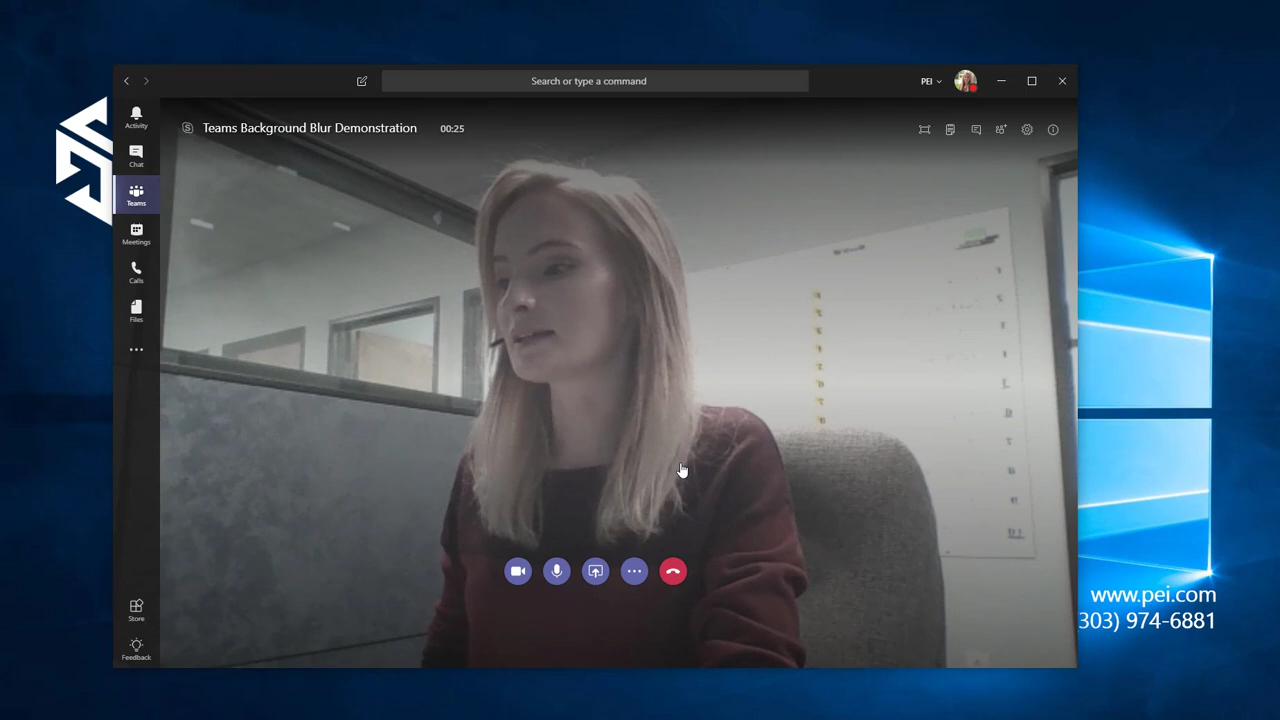 Search or type a command
PEI
Activity
Teams Background Blur Demonstration 00:25
Chat
Teams
Meetings
Calls
Files
Store
Feedback
www.pei.com
303) 974-6881